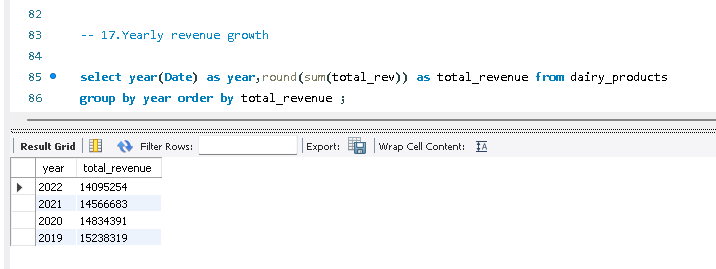 82
83 -- 17.Yearly revenue growth
84
85 select year(Date) as year,round(sum(total_rev)) as total_revenue from dairy_products
86 group by year order by total_revenue ;
Result Grid Filter Rows: Export: Wrap Cell Content: IA
year total_revenue
2022 14095254
2021 14566683
2020 14834391
2019 15238319